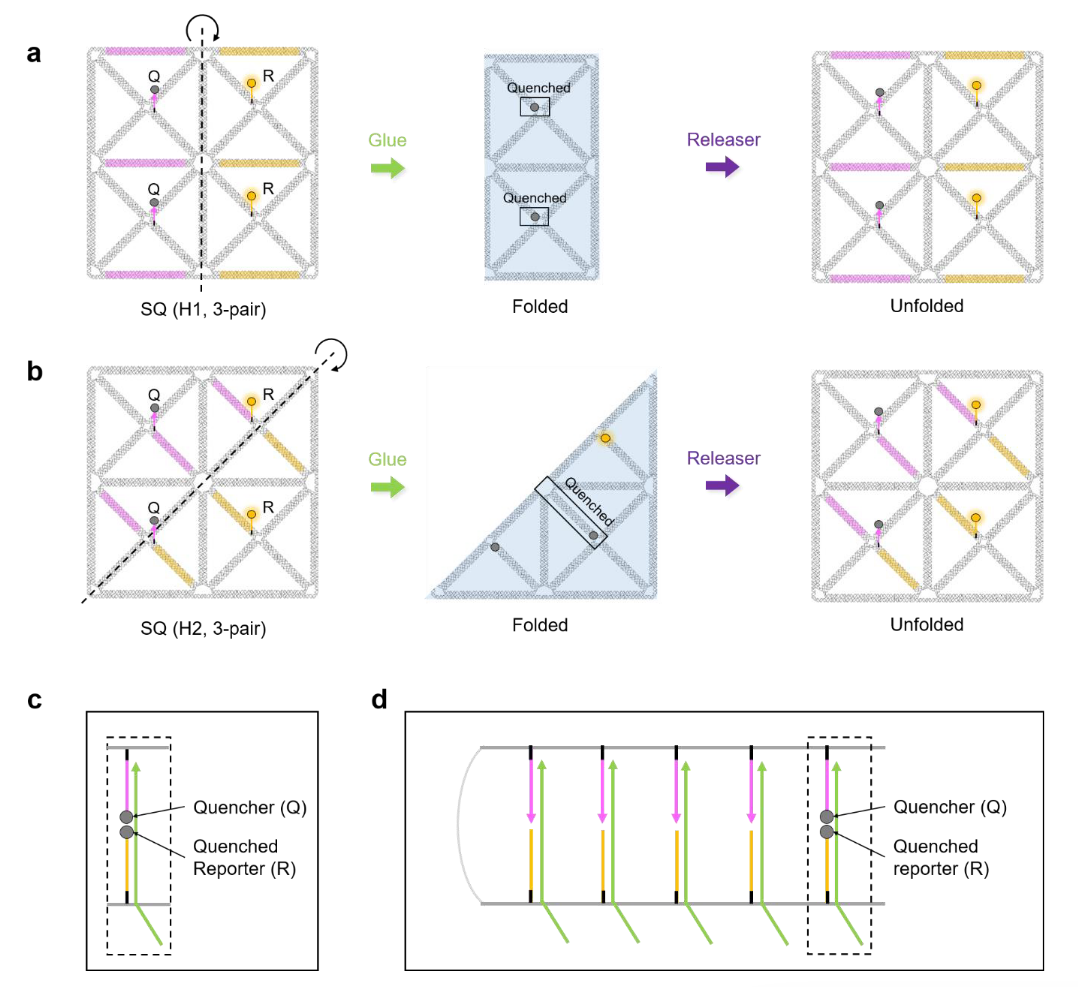 a
Q
R
Q
R
SQ (H1, 3-pair)
Glue
Quenched
Quenched
Folded
Releaser
Unfolded
b
Q
R
Q
R
SQ (H2, 3-pair)
Glue
Quenched
Folded
Releaser
Unfolded
c
Quencher (Q)
Quenched
Reporter (R)
d
Quencher (Q)
Quenched
reporter (R)